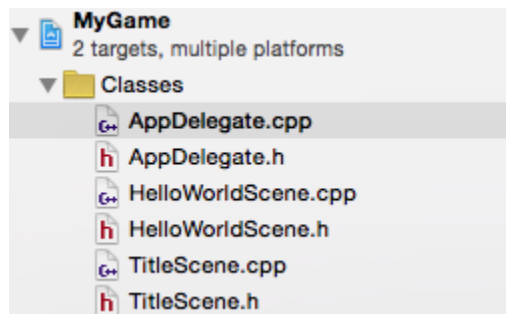 MyGame
2 targets, multiple platforms
Classes
C++ AppDelegate.cpp
h AppDelegate.h
C++ HelloWorldScene.cpp
h HelloWorldScene.h
C++ TitleScene.cpp
h TitleScene.h